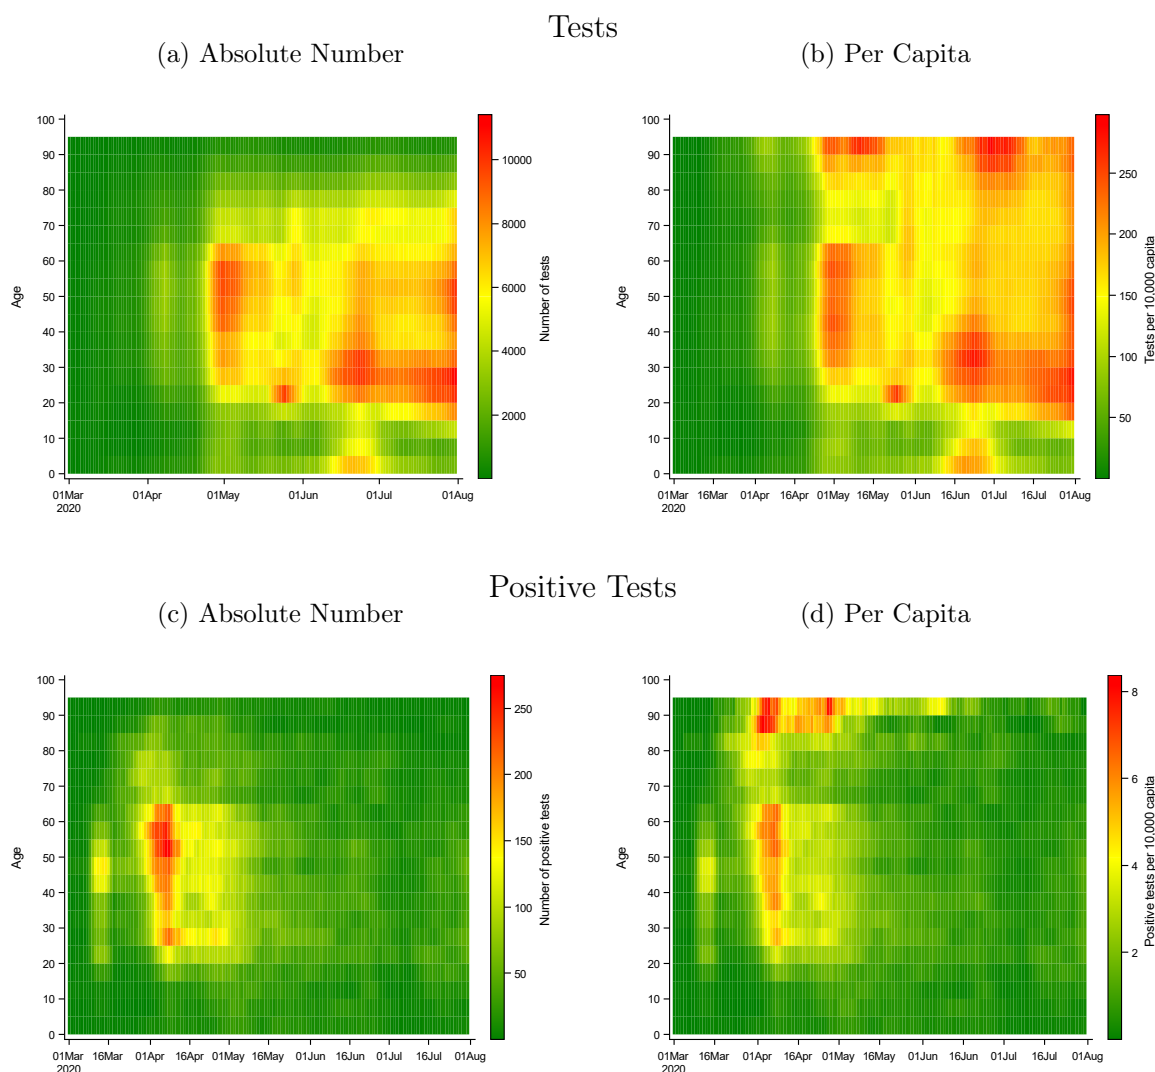 Tests
(a) Absolute Number
(b) Per Capita
100
90
80
70
60
50
40
30
20
10
0
Age
01Mar
2020
01Apr
01May
01Jun
01Jul
01Aug
10000
8000
6000
4000
2000
Number of tests
100
90
80
70
60
50
40
30
20
10
0
Age
01Mar
2020
16Mar
01Apr
16Apr
01May
16May
01Jun
16Jun
01Jul
16Jul
01Aug
250
200
150
100
50
Tests per 10,000 capita
Positive Tests
(c) Absolute Number
(d) Per Capita
100
90
80
70
60
50
40
30
20
10
0
Age
01Mar
2020
16Mar
01Apr
16Apr
01May
16May
01Jun
16Jun
01Jul
16Jul
01Aug
250
200
150
100
50
Number of positive tests
100
90
80
70
60
50
40
30
20
10
0
Age
01Mar
2020
16Mar
01Apr
16Apr
01May
16May
01Jun
16Jun
01Jul
16Jul
01Aug
8
6
4
2
Positive tests per 10,000 capita